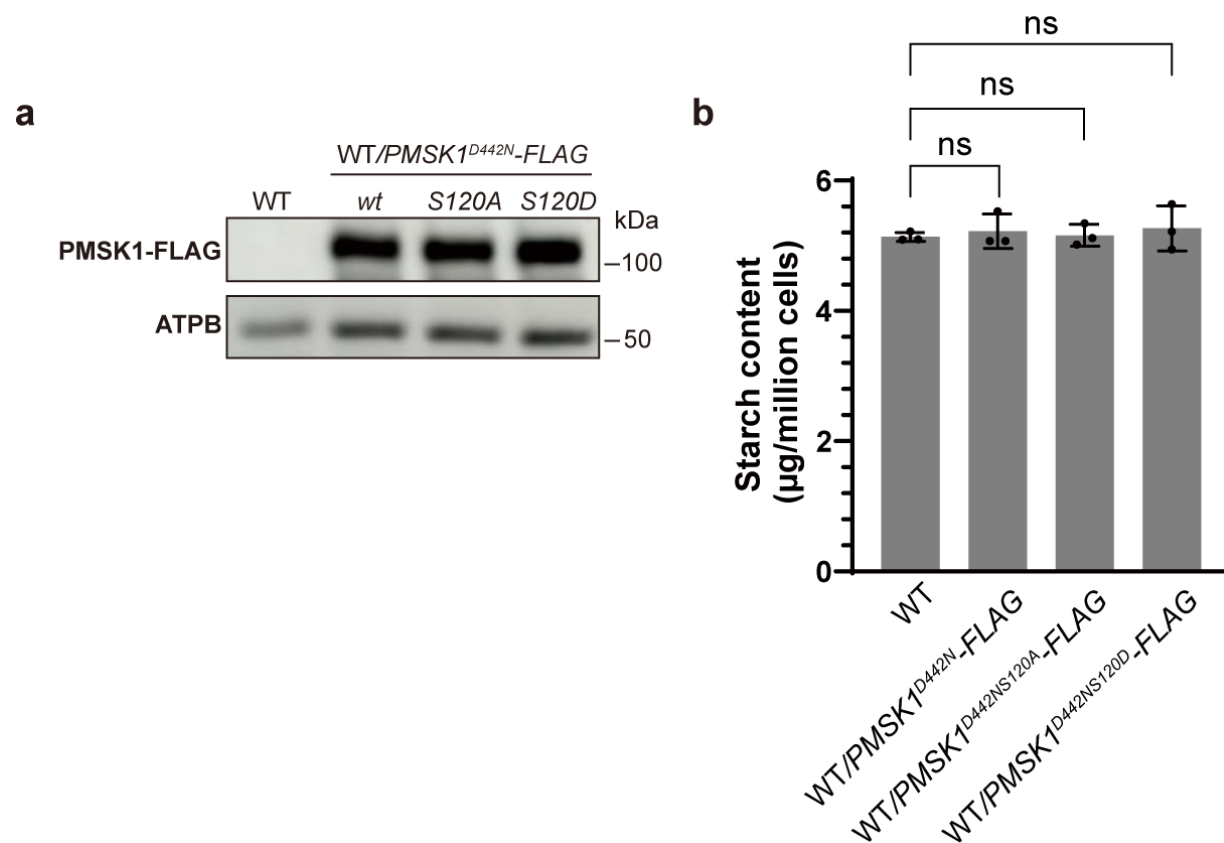 a
WT/PMSK1D442N-FLAG
WT wt S120A S120D
kDa
PMSK1-FLAG
–100
ATPB
–50
b
ns
ns
ns
Starch content
(µg/million cells)
6
4
2
0
WT
WT/PMSK1D442N-FLAG
WT/PMSK1D442NS120A-FLAG
WT/PMSK1D442NS120D-FLAG